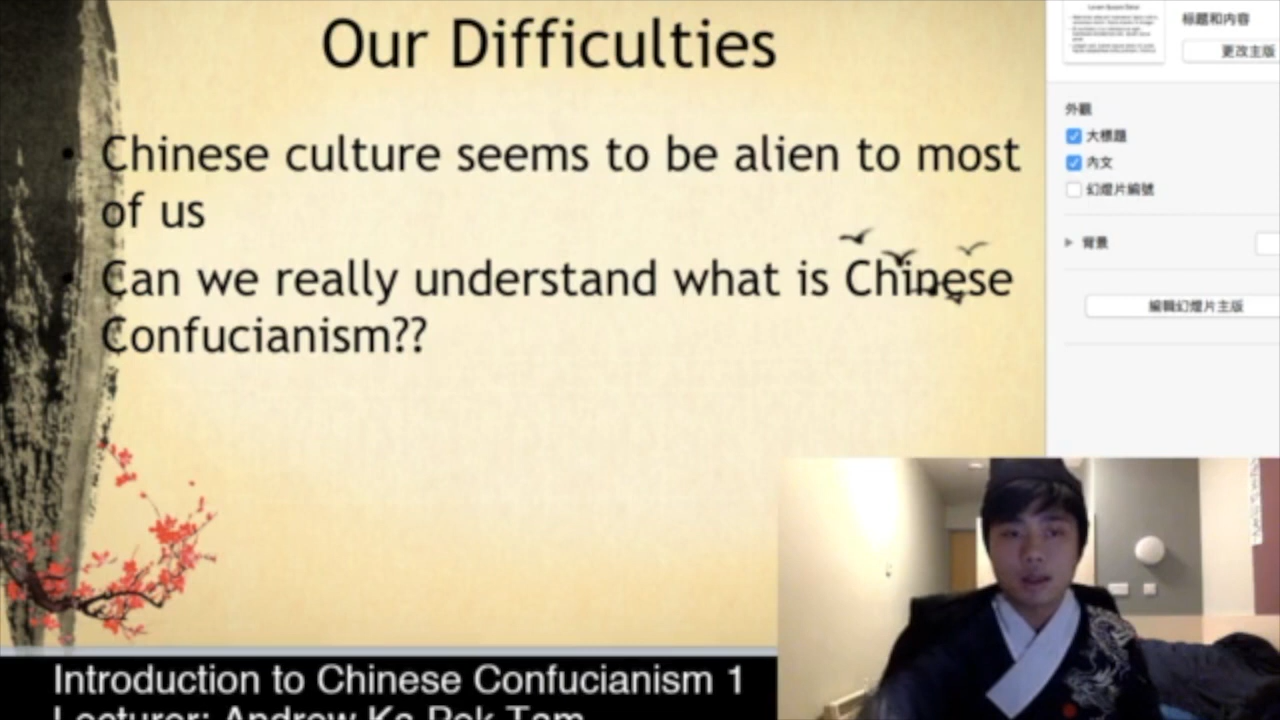 Our Difficulties
Chinese culture seems to be alien to most
of us
Can we really understand what is Chinese
Confucianism??
标题和内容
更改主版
外觀
大標題
內文
幻燈片編號
背景
編輯幻燈片主版
Introduction to Chinese Confucianism 1
Lecturer: Andrew Ka Pok Tam